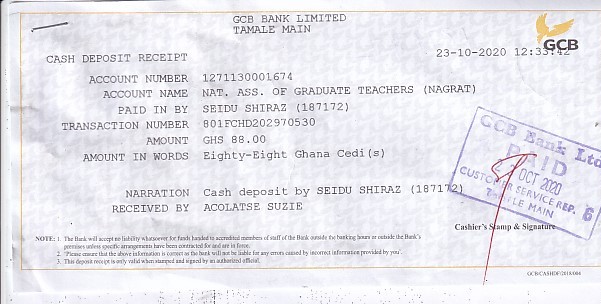 GCB BANK LIMITED
TAMALE MAIN
GCB
23-10-2020 12:33:42
CASH DEPOSIT RECEIPT
ACCOUNT NUMBER 1271130001674
ACCOUNT NAME NAT. ASS. OF GRADUATE TEACHERS (NAGRAT)
PAID IN BY SEIDU SHIRAZ (187172)
TRANSACTION NUMBER 801FCHD202970530
AMOUNT GHS 88.00
AMOUNT IN WORDS Eighty-Eight Ghana Cedi(s)
NARRATION Cash deposit by SEIDU SHIRAZ (187172)
RECEIVED BY ACOLATSE SUZIE
GCB Bank Ltd
PAID
OCT 2020
CUSTOMER SERVICE REP. 6
TAMALE MAIN
Cashier's Stamp & Signature
NOTE: 1. The Bank will accept no liability whatsoever for funds handed to accredited members of staff of the Bank outside the banking hours or outside the Bank's
premises unless specific arrangements have been contracted for and are in force.
2. "Please ensure that the above information is correct as the bank will not be liable for any errors caused by incorrect information provided by you".
3. This deposit receipt is only valid when stamped and signed by an authorized official.
GCB/CASHDF/2018/004